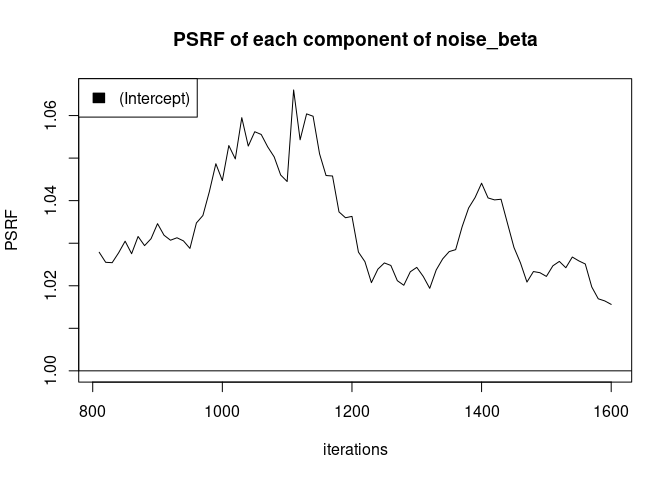 PSRF of each component of noise_beta
(Intercept)
PSRF
1.06
1.04
1.02
1.00
800 1000 1200 1400 1600
iterations